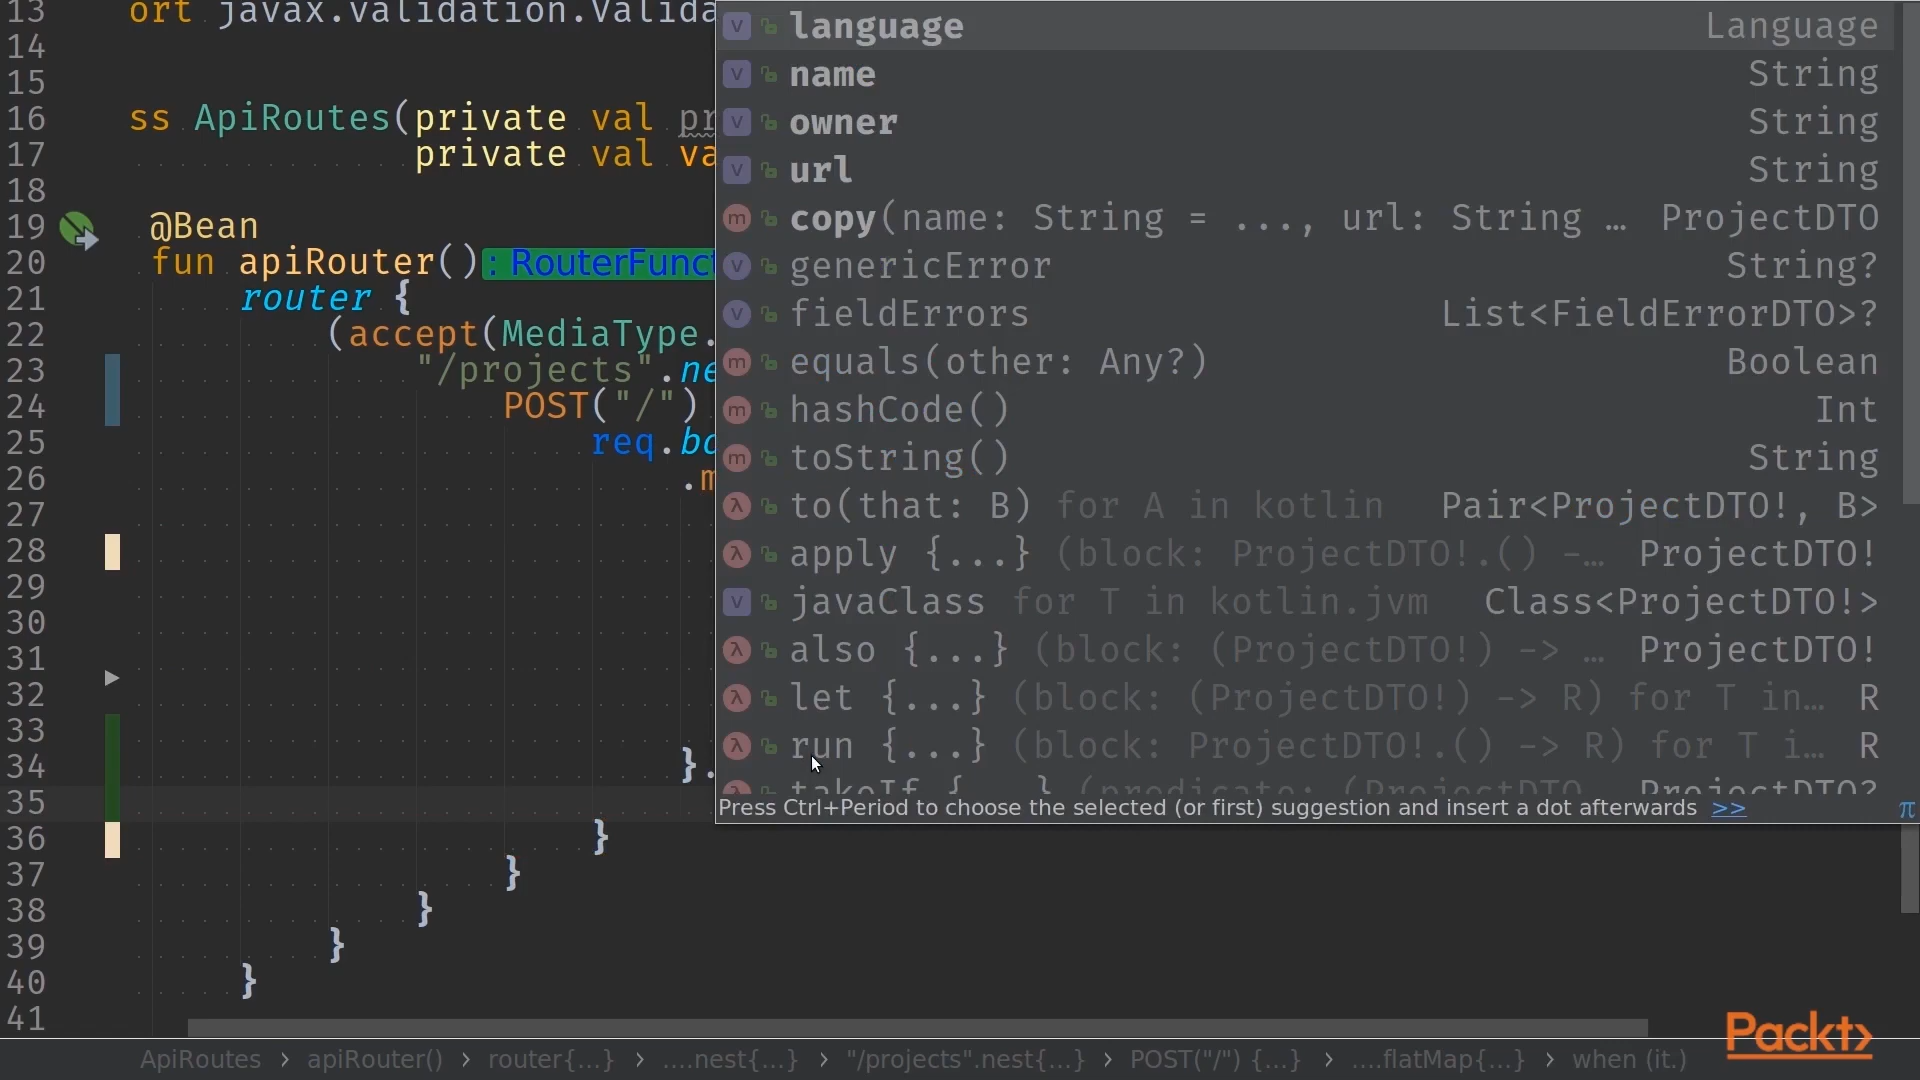 13 ort javax.validation.Valida
14
15
16 ss ApiRoutes(private val pr
17 private val va
18
19 @Bean
20 fun apiRouter() : RouterFunct
21 router {
22 (accept(MediaType.
23 "/projects".ne
24 POST("/")
25 req.bo
26 .m
27
28
29
30
31
32
33
34 }.
35
36 }
37 }
38 }
39 }
40 }
41
v language Language
v name String
v owner String
v url String
m copy(name: String = ..., url: String … ProjectDTO
v genericError String?
v fieldErrors List<FieldErrorDTO>?
m equals(other: Any?) Boolean
m hashCode() Int
m toString() String
λ to(that: B) for A in kotlin Pair<ProjectDTO!, B>
λ apply {...} (block: ProjectDTO!.() -… ProjectDTO!
v javaClass for T in kotlin.jvm Class<ProjectDTO!>
λ also {...} (block: (ProjectDTO!) -> … ProjectDTO!
λ let {...} (block: (ProjectDTO!) -> R) for T in… R
λ run {...} (block: ProjectDTO!.() -> R) for T i… R
λ takeIf {...} (predicate: (ProjectDTO ProjectDTO?
Press Ctrl+Period to choose the selected (or first) suggestion and insert a dot afterwards >> π
ApiRoutes › apiRouter() › router{...} › ....nest{...} › "/projects".nest{...} › POST("/") {...} › ....flatMap{...} › when (it.)
Packt>